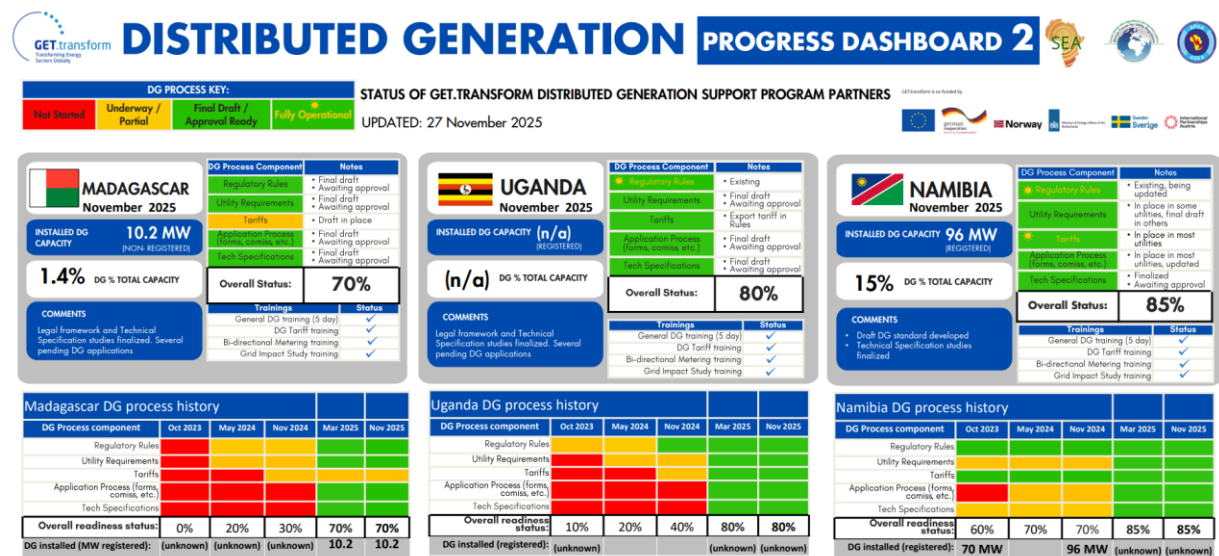 GET.transform
Transforming Energy
Sectors Globally
DISTRIBUTED GENERATION
PROGRESS DASHBOARD 2
SEA
DG PROCESS KEY:
Not Started
Underway /
Partial
Final Draft /
Approval Ready
Fully Operational
STATUS OF GET.TRANSFORM DISTRIBUTED GENERATION SUPPORT PROGRAM PARTNERS
UPDATED: 27 November 2025
GET.transform is co-funded by
german
cooperation
Norway
Ministry of Foreign Affairs of the
Netherlands
Sweden
Sverige
International
Partnerships
Austria
MADAGASCAR
November 2025
INSTALLED DG
CAPACITY
10.2 MW
(NON- REGISTERED)
1.4% DG % TOTAL CAPACITY
COMMENTS
Legal framework and Technical
Specification studies finalized. Several
pending DG applications
DG Process Component Notes
Regulatory Rules
• Final draft
• Awaiting approval
Utility Requirements
• Final draft
• Awaiting approval
Tariffs
• Draft in place
Application Process
(forms, comiss, etc.)
• Final draft
• Awaiting approval
Tech Specifications
• Final draft
• Awaiting approval
Overall Status: 70%
Trainings Status
General DG training (5 day) ✓
DG Tariff training ✓
Bi-directional Metering training ✓
Grid Impact Study training ✓
UGANDA
November 2025
INSTALLED DG CAPACITY (n/a)
(REGISTERED)
(n/a) DG % TOTAL CAPACITY
COMMENTS
Legal framework and Technical
Specification studies finalized. Several
pending DG applications
DG Process Component Notes
Regulatory Rules
• Existing
Utility Requirements
• Final draft
• Awaiting approval
Tariffs
• Export tariff in
Rules
Application Process
(forms, comiss, etc.)
• Final draft
• Awaiting approval
Tech Specifications
• Final draft
• Awaiting approval
Overall Status: 80%
Trainings Status
General DG training (5 day) ✓
DG Tariff training ✓
Bi-directional Metering training ✓
Grid Impact Study training ✓
NAMIBIA
November 2025
INSTALLED DG CAPACITY 96 MW
(REGISTERED)
15% DG % TOTAL CAPACITY
COMMENTS
• Draft DG standard developed
• Technical Specification studies
finalized
DG Process Component Notes
Regulatory Rules
• Existing, being
updated
Utility Requirements
• In place in some
utilities, final draft
in others
Tariffs
• In place in most
utilities
Application Process
(forms, comiss, etc.)
• In place in most
utilities, updated
Tech Specifications
• Finalized
• Awaiting approval
Overall Status: 85%
Trainings Status
General DG training (5 day) ✓
DG Tariff training ✓
Bi-directional Metering training ✓
Grid Impact Study training ✓
Madagascar DG process history
DG Process component Oct 2023 May 2024 Nov 2024 Mar 2025 Nov 2025
Regulatory Rules
Utility Requirements
Tariffs
Application Process (forms,
comiss, etc.)
Tech Specifications
Overall readiness status: 0% 20% 30% 70% 70%
DG installed (MW registered): (unknown) (unknown) (unknown) 10.2 10.2
Uganda DG process history
DG Process component Oct 2023 May 2024 Nov 2024 Mar 2025 Nov 2025
Regulatory Rules
Utility Requirements
Tariffs
Application Process (forms,
comiss, etc.)
Tech Specifications
Overall readiness
status: 10% 20% 40% 80% 80%
DG installed (registered): (unknown) (unknown) (unknown)
Namibia DG process history
DG Process component Oct 2023 May 2024 Nov 2024 Mar 2025 Nov 2025
Regulatory Rules
Utility Requirements
Tariffs
Application Process (forms,
comiss, etc.)
Tech Specifications
Overall readiness
status: 60% 70% 70% 85% 85%
DG installed (registered): 70 MW 96 MW (unknown) (unknown)